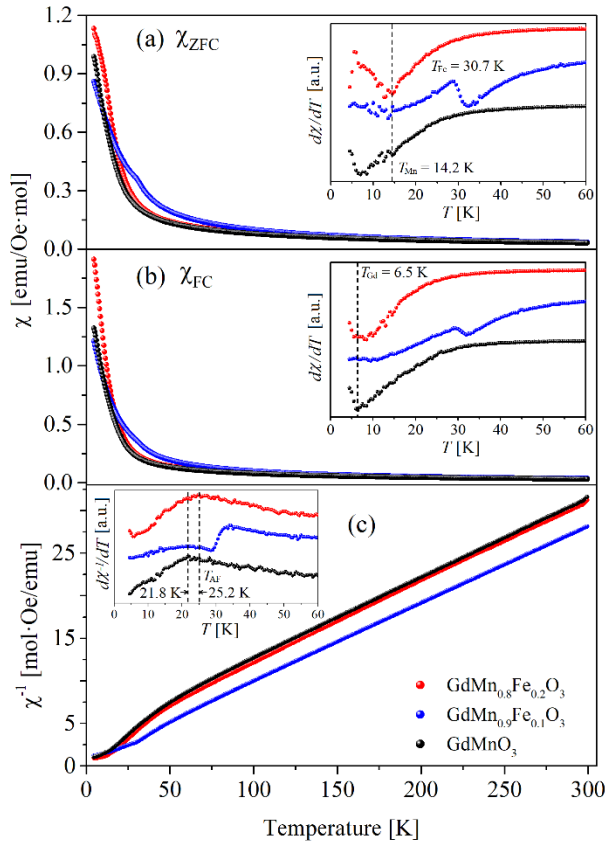 (a) χZFC
χ [emu/Oe·mol]
1.2
0.9
0.6
0.3
0.0
dχ/dT [a.u.]
TFe = 30.7 K
TMn = 14,2 K
0 10 20 30 40 50 60
T [K]
(b) χFC
1.5
1.0
0.5
0.0
dχ/dT [a.u.]
TGd = 6.5 K
0 10 20 30 40 50 60
T [K]
(c)
χ-1 [mol·Oe/emu]
25
15
5
0
dχ-1/dT [a.u.]
TAF
21.8 K 25.2 K
0 10 20 30 40 50 60
T [K]
GdMn0.8Fe0.2O3
GdMn0.9Fe0.1O3
GdMnO3
0 50 100 150 200 250 300
Temperature [K]